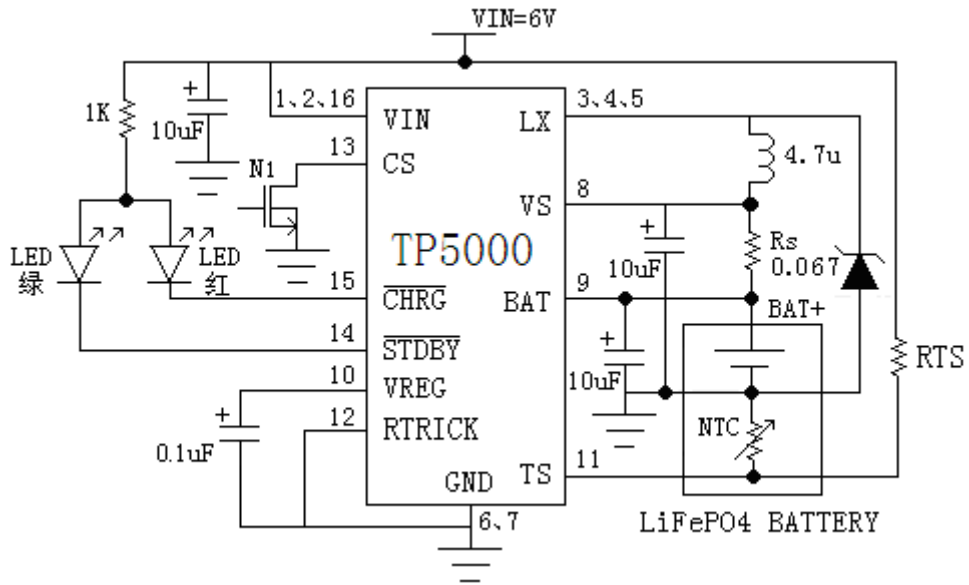 VIN=6V
1K
10uF
1、2、16
3、4、5
VIN
LX
4.7u
13
CS
N1
8
VS
TP5000
LED
绿
LED
红
10uF
Rs
0.067
15
CHRG
BAT
9
BAT+
14
STDBY
10uF
RTS
10
VREG
12
RTRICK
0.1uF
NTC
TS
11
GND
6、7
LiFePO4 BATTERY